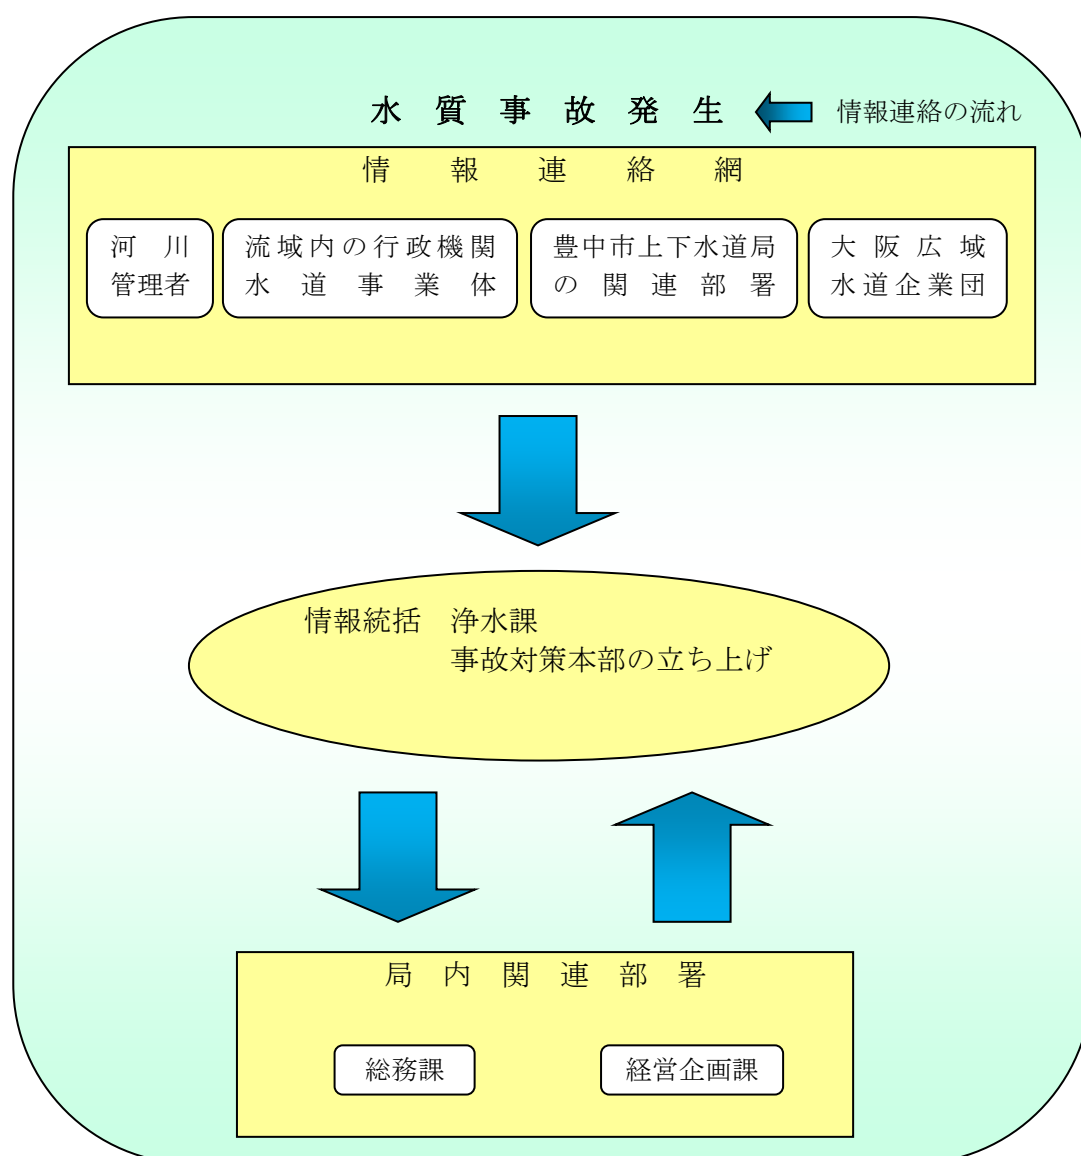 水質事故発生
情報連絡の流れ
情報連絡網
河川
管理者
流域内の行政機関
水道事業体
豊中市上下水道局
の関連部署
大阪広域
水道企業団
情報統括　浄水課
事故対策本部の立ち上げ
局内関連部署
総務課
経営企画課